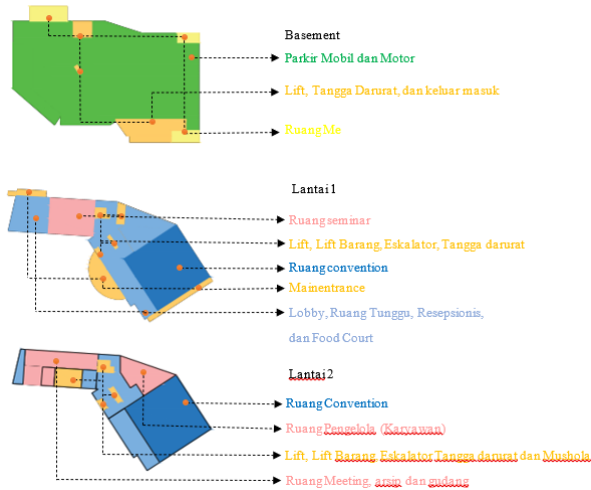 Basement
Parkir Mobil dan Motor
Lift, Tangga Darurat, dan keluar masuk
Ruang Me
Lantai 1
Ruang seminar
Lift, Lift Barang, Eskalator, Tangga darurat
Ruang convention
Mainentrance
Lobby, Ruang Tunggu, Resepsionis,
dan Food Court
Lantai 2
Ruang Convention
Ruang Pengelola (Karyawan)
Lift, Lift Barang, Eskalator Tangga darurat dan Mushola
Ruang Meeting, arsip dan gudang